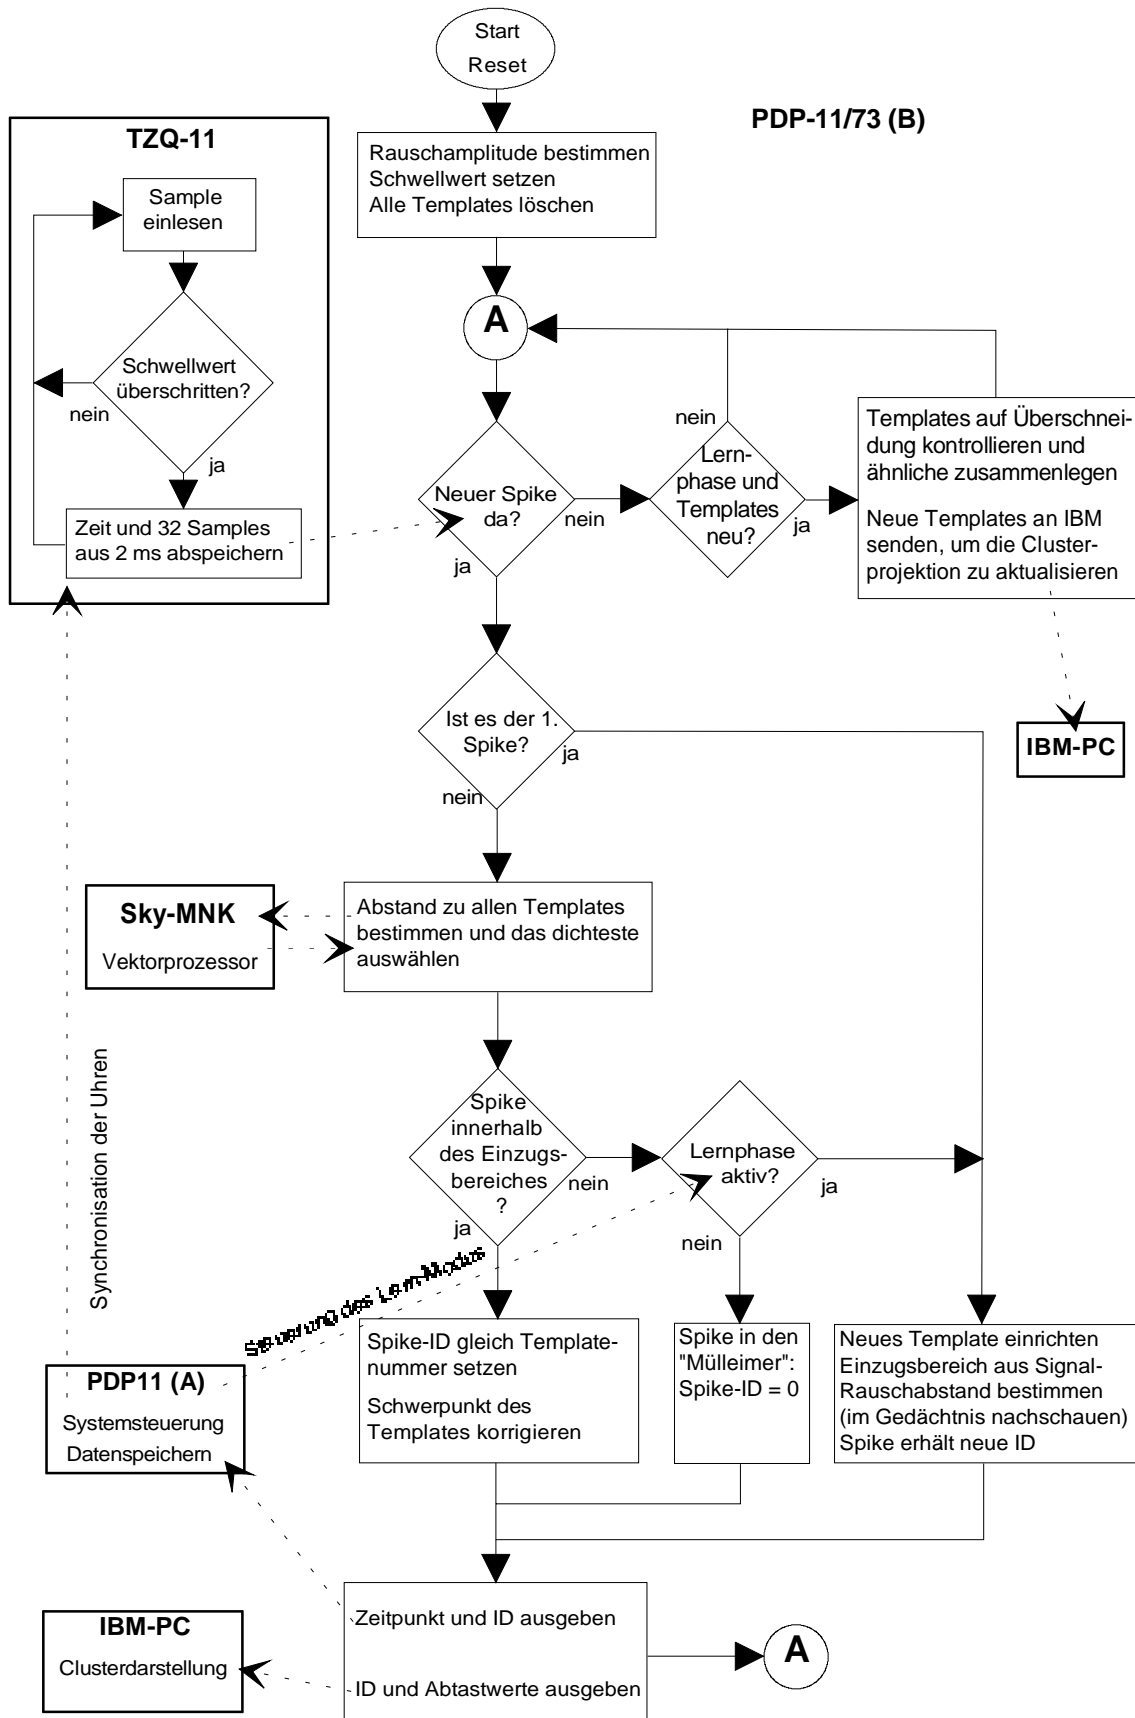 Start
Reset
PDP-11/73 (B)
TZQ-11
Sample
einlesen
Schwellwert
überschritten?
nein
ja
Zeit und 32 Samples
aus 2 ms abspeichern
Rauschamplitude bestimmen
Schwellwert setzen
Alle Templates löschen
A
Neuer Spike
da?
nein
ja
nein
Lern-
phase und
Templates
neu?
ja
Templates auf Überschnei-
dung kontrollieren und
ähnliche zusammenlegen
Neue Templates an IBM
senden, um die Cluster-
projektion zu aktualisieren
IBM-PC
Ist es der 1.
Spike?
ja
nein
Sky-MNK
Vektorprozessor
Abstand zu allen Templates
bestimmen und das dichteste
auswählen
Synchronisation der Uhren
Spike
innerhalb
des Einzugs-
bereiches
?
nein
ja
Lernphase
aktiv?
ja
nein
Steuerung des Lern-Modus
Spike-ID gleich Template-
nummer setzen
Schwerpunkt des
Templates korrigieren
Spike in den
"Mülleimer":
Spike-ID = 0
Neues Template einrichten
Einzugsbereich aus Signal-
Rauschabstand bestimmen
(im Gedächtnis nachschauen)
Spike erhält neue ID
PDP11 (A)
Systemsteuerung
Datenspeichern
IBM-PC
Clusterdarstellung
Zeitpunkt und ID ausgeben
ID und Abtastwerte ausgeben
A